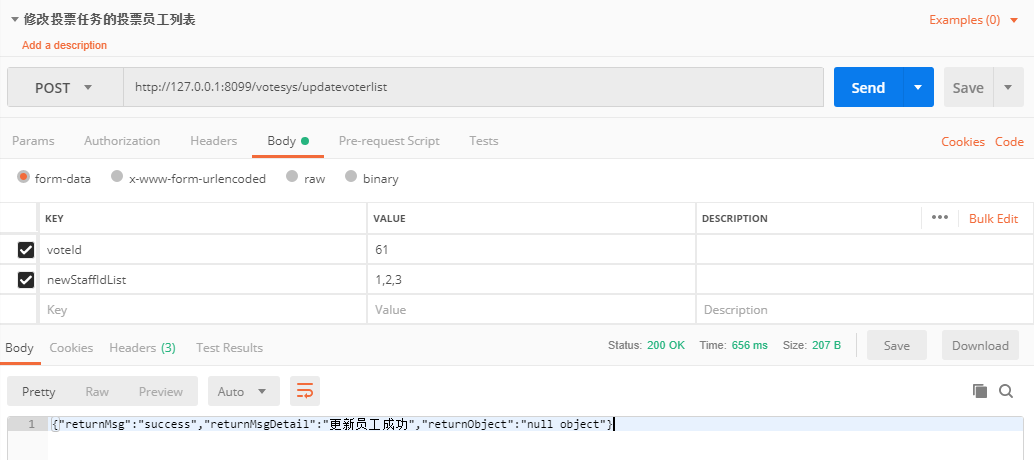 修改投票任务的投票员工列表 Examples (0)
Add a description
POST http://127.0.0.1:8099/votesys/updatevoterlist Send Save
Params Authorization Headers Body Pre-request Script Tests Cookies Code
form-data x-www-form-urlencoded raw binary
KEY VALUE DESCRIPTION ••• Bulk Edit
voteId 61
newStaffIdList 1,2,3
Key Value Description
Body Cookies Headers (3) Test Results Status: 200 OK Time: 656 ms Size: 207 B Save Download
Pretty Raw Preview Auto
1 {"returnMsg":"success","returnMsgDetail":"更新员工成功","returnObject":"null object"}